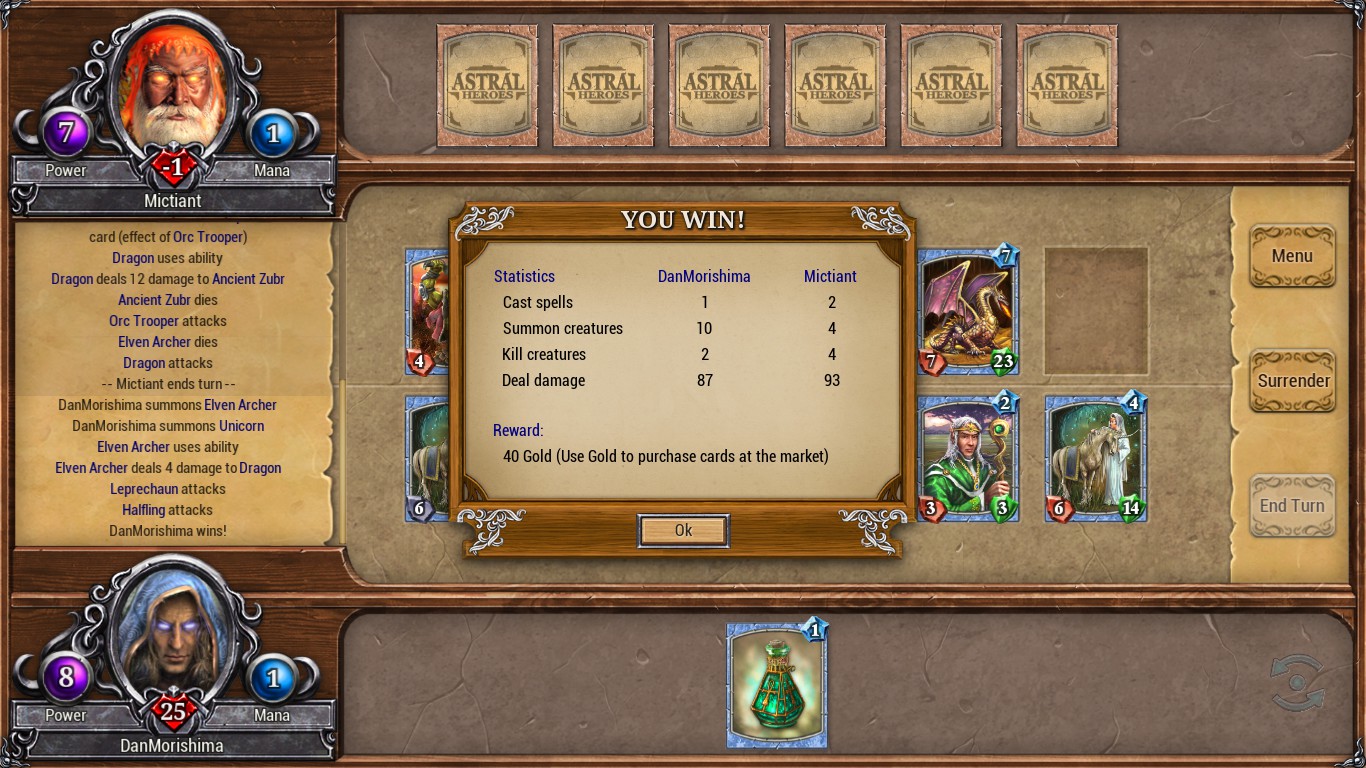 7
1
Power
-1
Mana
Mictiant
ASTRAL
HEROES
ASTRAL
HEROES
ASTRAL
HEROES
ASTRAL
HEROES
ASTRAL
HEROES
ASTRAL
HEROES
card (effect of Orc Trooper)
Dragon uses ability
Dragon deals 12 damage to Ancient Zubr
Ancient Zubr dies
Orc Trooper attacks
Elven Archer dies
Dragon attacks
-- Mictiant ends turn --
DanMorishima summons Elven Archer
DanMorishima summons Unicorn
Elven Archer uses ability
Elven Archer deals 4 damage to Dragon
Leprechaun attacks
Halfling attacks
DanMorishima wins!
YOU WIN!
Statistics DanMorishima Mictiant
Cast spells 1 2
Summon creatures 10 4
Kill creatures 2 4
Deal damage 87 93
Reward:
40 Gold (Use Gold to purchase cards at the market)
Ok
4
7
7
23
6
2
3
3
4
6
14
Menu
Surrender
End Turn
8
1
Power
25
Mana
DanMorishima
1